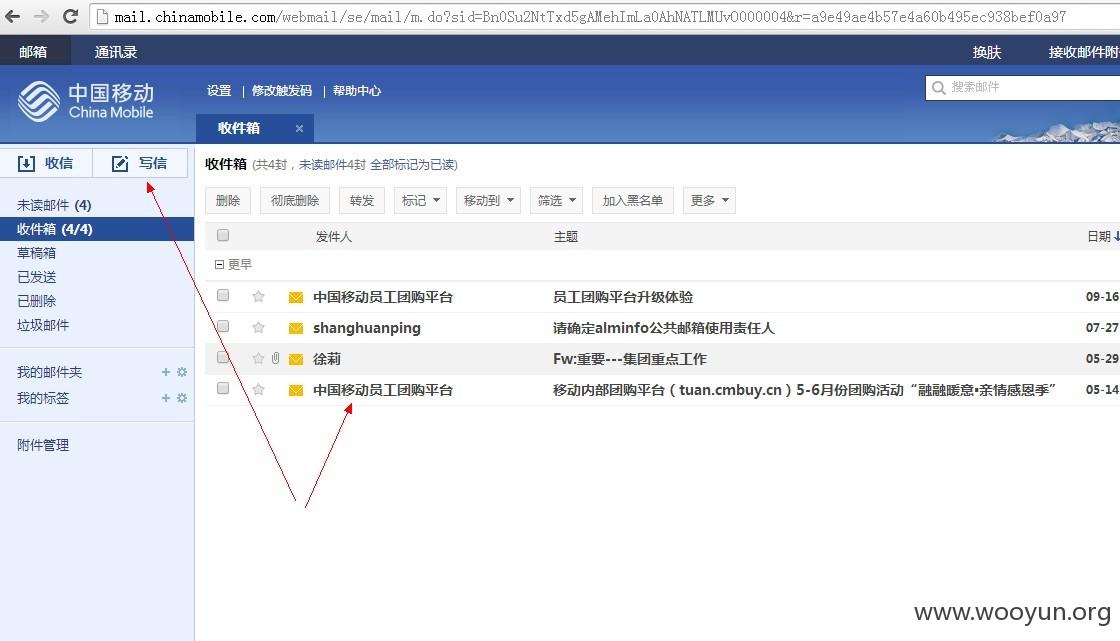 mail.chinamobile.com/webmail/se/mail/m.do?sid=Bn0Su2NtTxd5gAMehImLa0AhNATLMUvO000004&r=a9e49ae4b57e4a60b495ec938bef0a97
邮箱 通讯录 换肤 接收邮件附
中国移动
China Mobile
设置 | 修改触发码 | 帮助中心
搜索邮件
收件箱 ×
收信 写信
收件箱 (共4封，未读邮件4封 全部标记为已读)
删除 彻底删除 转发 标记 移动到 筛选 加入黑名单 更多
未读邮件 (4)
收件箱 (4/4)
草稿箱
已发送
已删除
垃圾邮件
我的邮件夹
我的标签
附件管理
发件人 主题 日期
更早
中国移动员工团购平台 员工团购平台升级体验 09-16
shanghuanping 请确定alminfo公共邮箱使用责任人 07-27
徐莉 Fw:重要---集团重点工作 05-29
中国移动员工团购平台 移动内部团购平台（tuan.cmbuy.cn）5-6月份团购活动“融融暖意•亲情感恩季” 05-14
www.wooyun.org